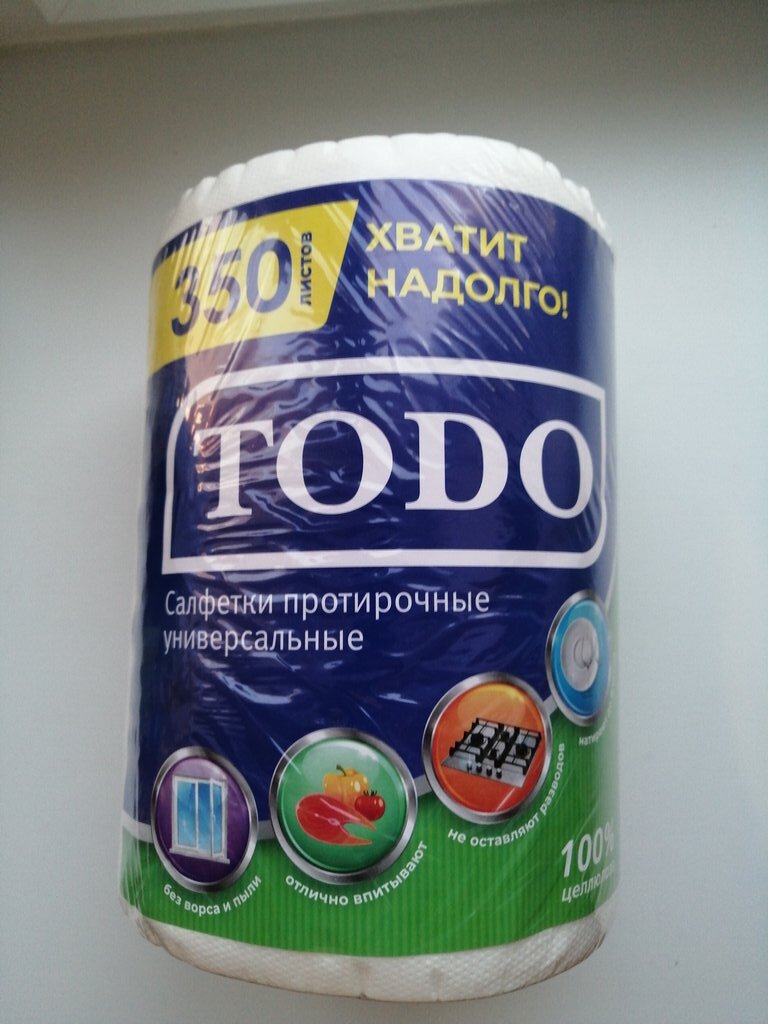 350
листов
ХВАТИТ
НАДОЛГО!
TODO
Салфетки протирочные
универсальные
без ворса и пыли
отлично впитывают
не оставляют разводов
100%